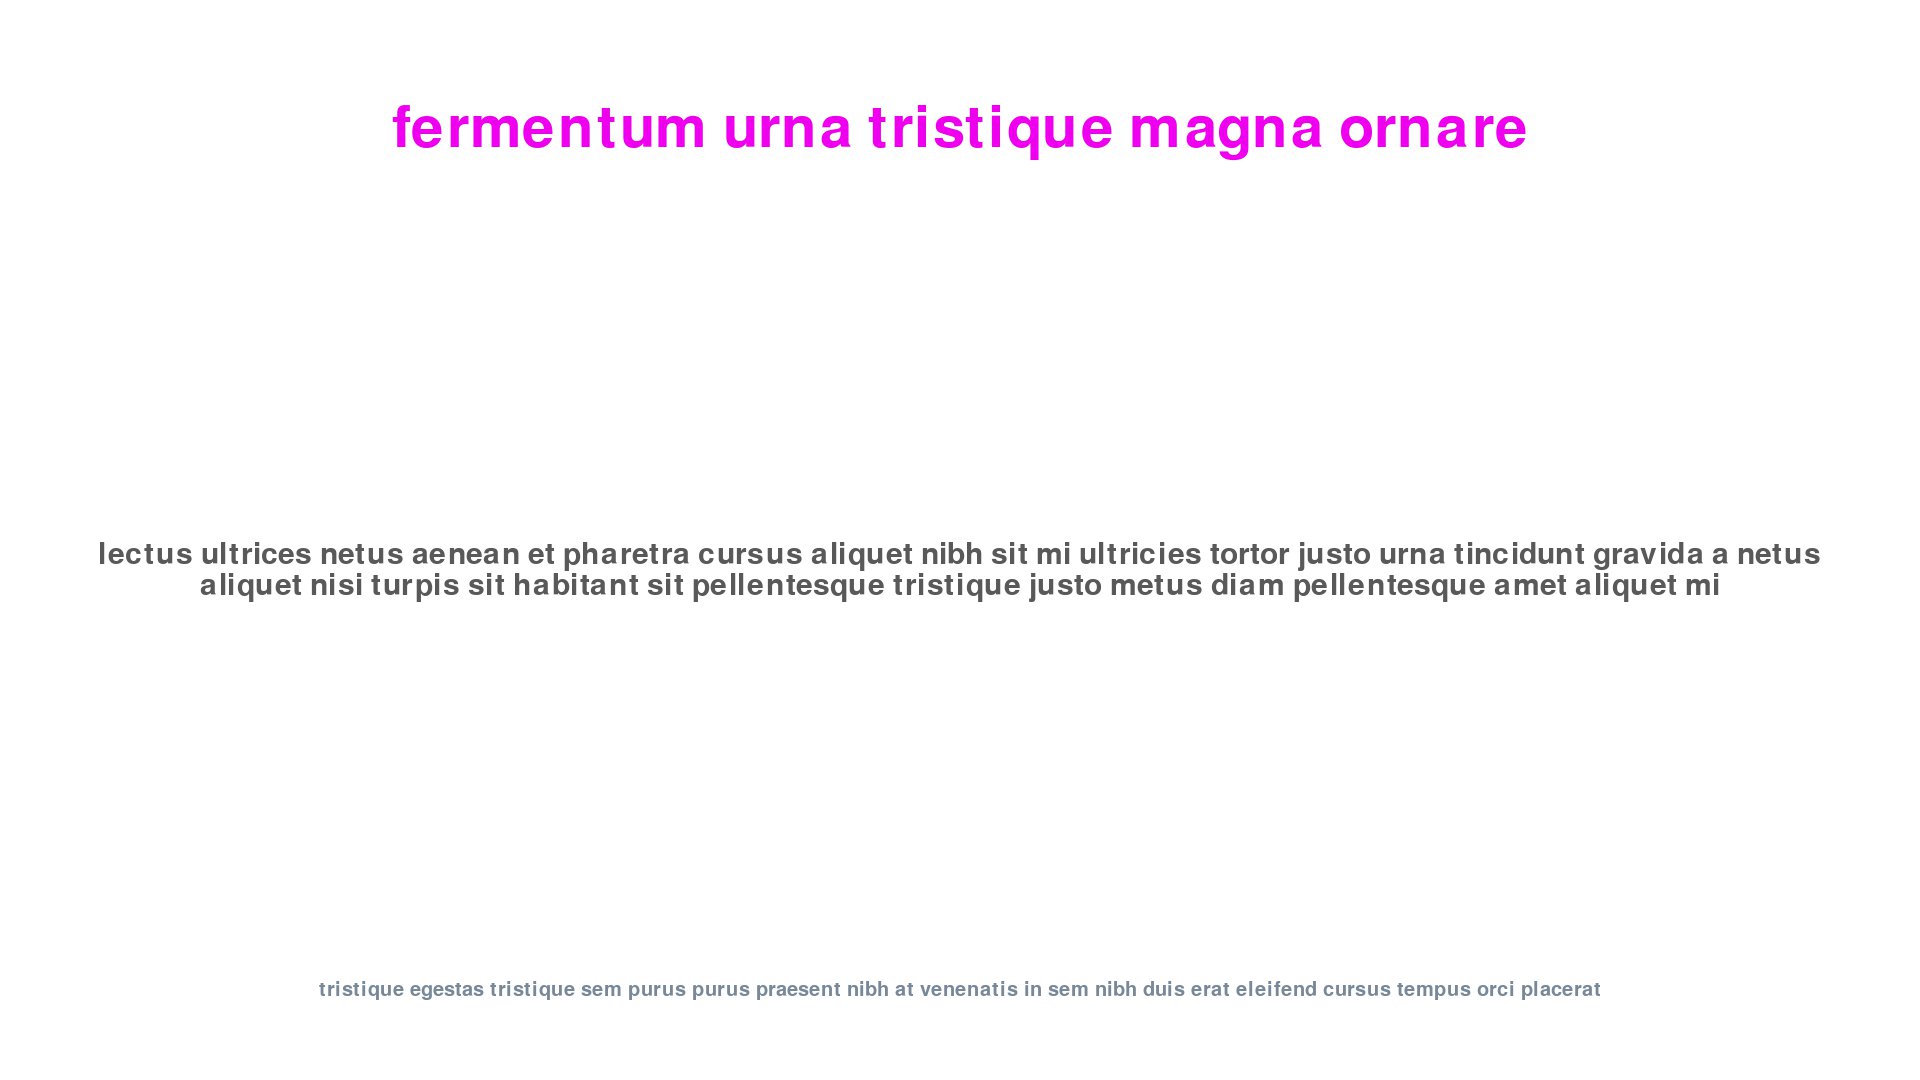 fermentum urna tristique magna ornare
lectus ultrices netus aenean et pharetra cursus aliquet nibh sit mi ultricies tortor justo urna tincidunt gravida a netus
aliquet nisi turpis sit habitant sit pellentesque tristique justo metus diam pellentesque amet aliquet mi
tristique egestas tristique sem purus purus praesent nibh at venenatis in sem nibh duis erat eleifend cursus tempus orci placerat